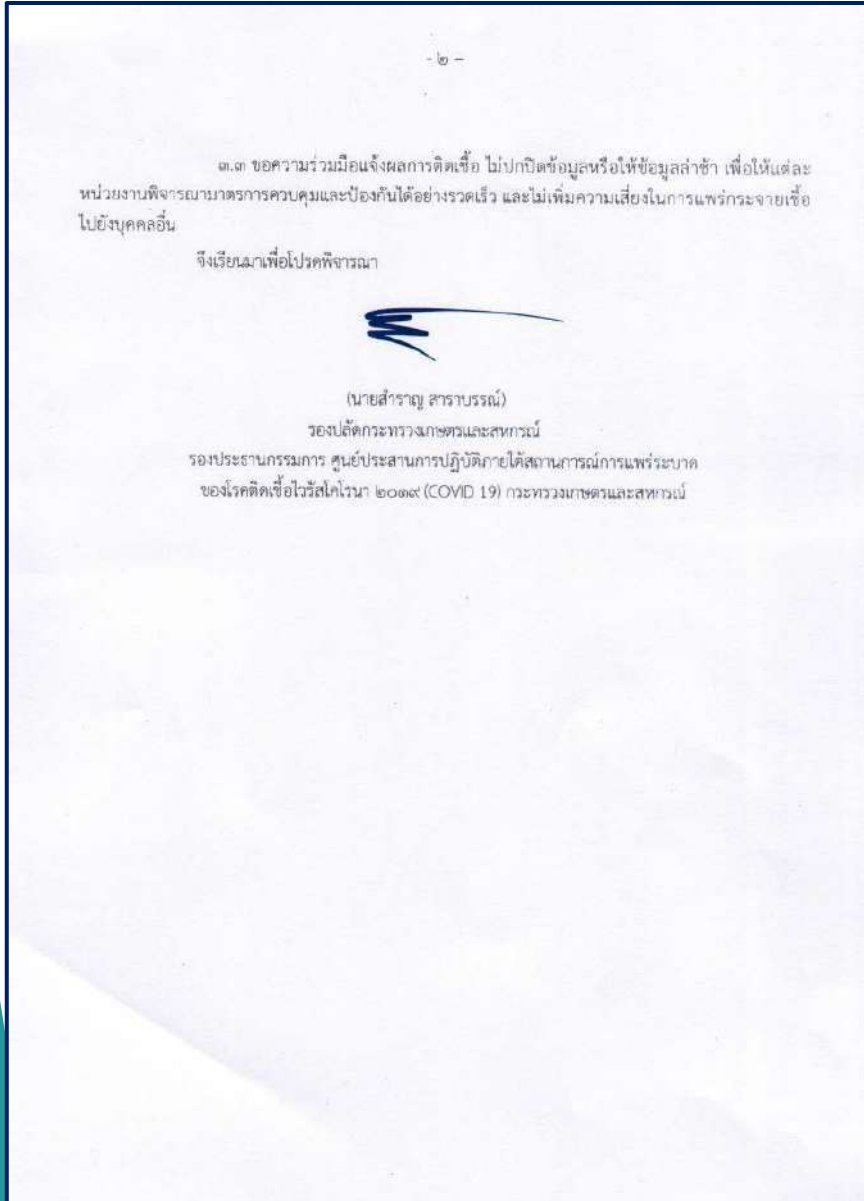 - ๒ –
๓.๓ ขอความร่วมมือแจ้งผลการติดเชื้อ ไม่ปกปิดข้อมูลหรือให้ข้อมูลล่าช้า เพื่อให้แต่ละ
หน่วยงานพิจารณามาตรการควบคุมและป้องกันได้อย่างรวดเร็ว และไม่เพิ่มความเสี่ยงในการแพร่กระจายเชื้อ
ไปยังบุคคลอื่น
จึงเรียนมาเพื่อโปรดพิจารณา
(นายสำราญ สาราบรรณ์)
รองปลัดกระทรวงเกษตรและสหกรณ์
รองประธานกรรมการ ศูนย์ประสานการปฏิบัติภายใต้สถานการณ์การแพร่ระบาด
ของโรคติดเชื้อไวรัสโคโรนา ๒๐๑๙ (COVID 19) กระทรวงเกษตรและสหกรณ์